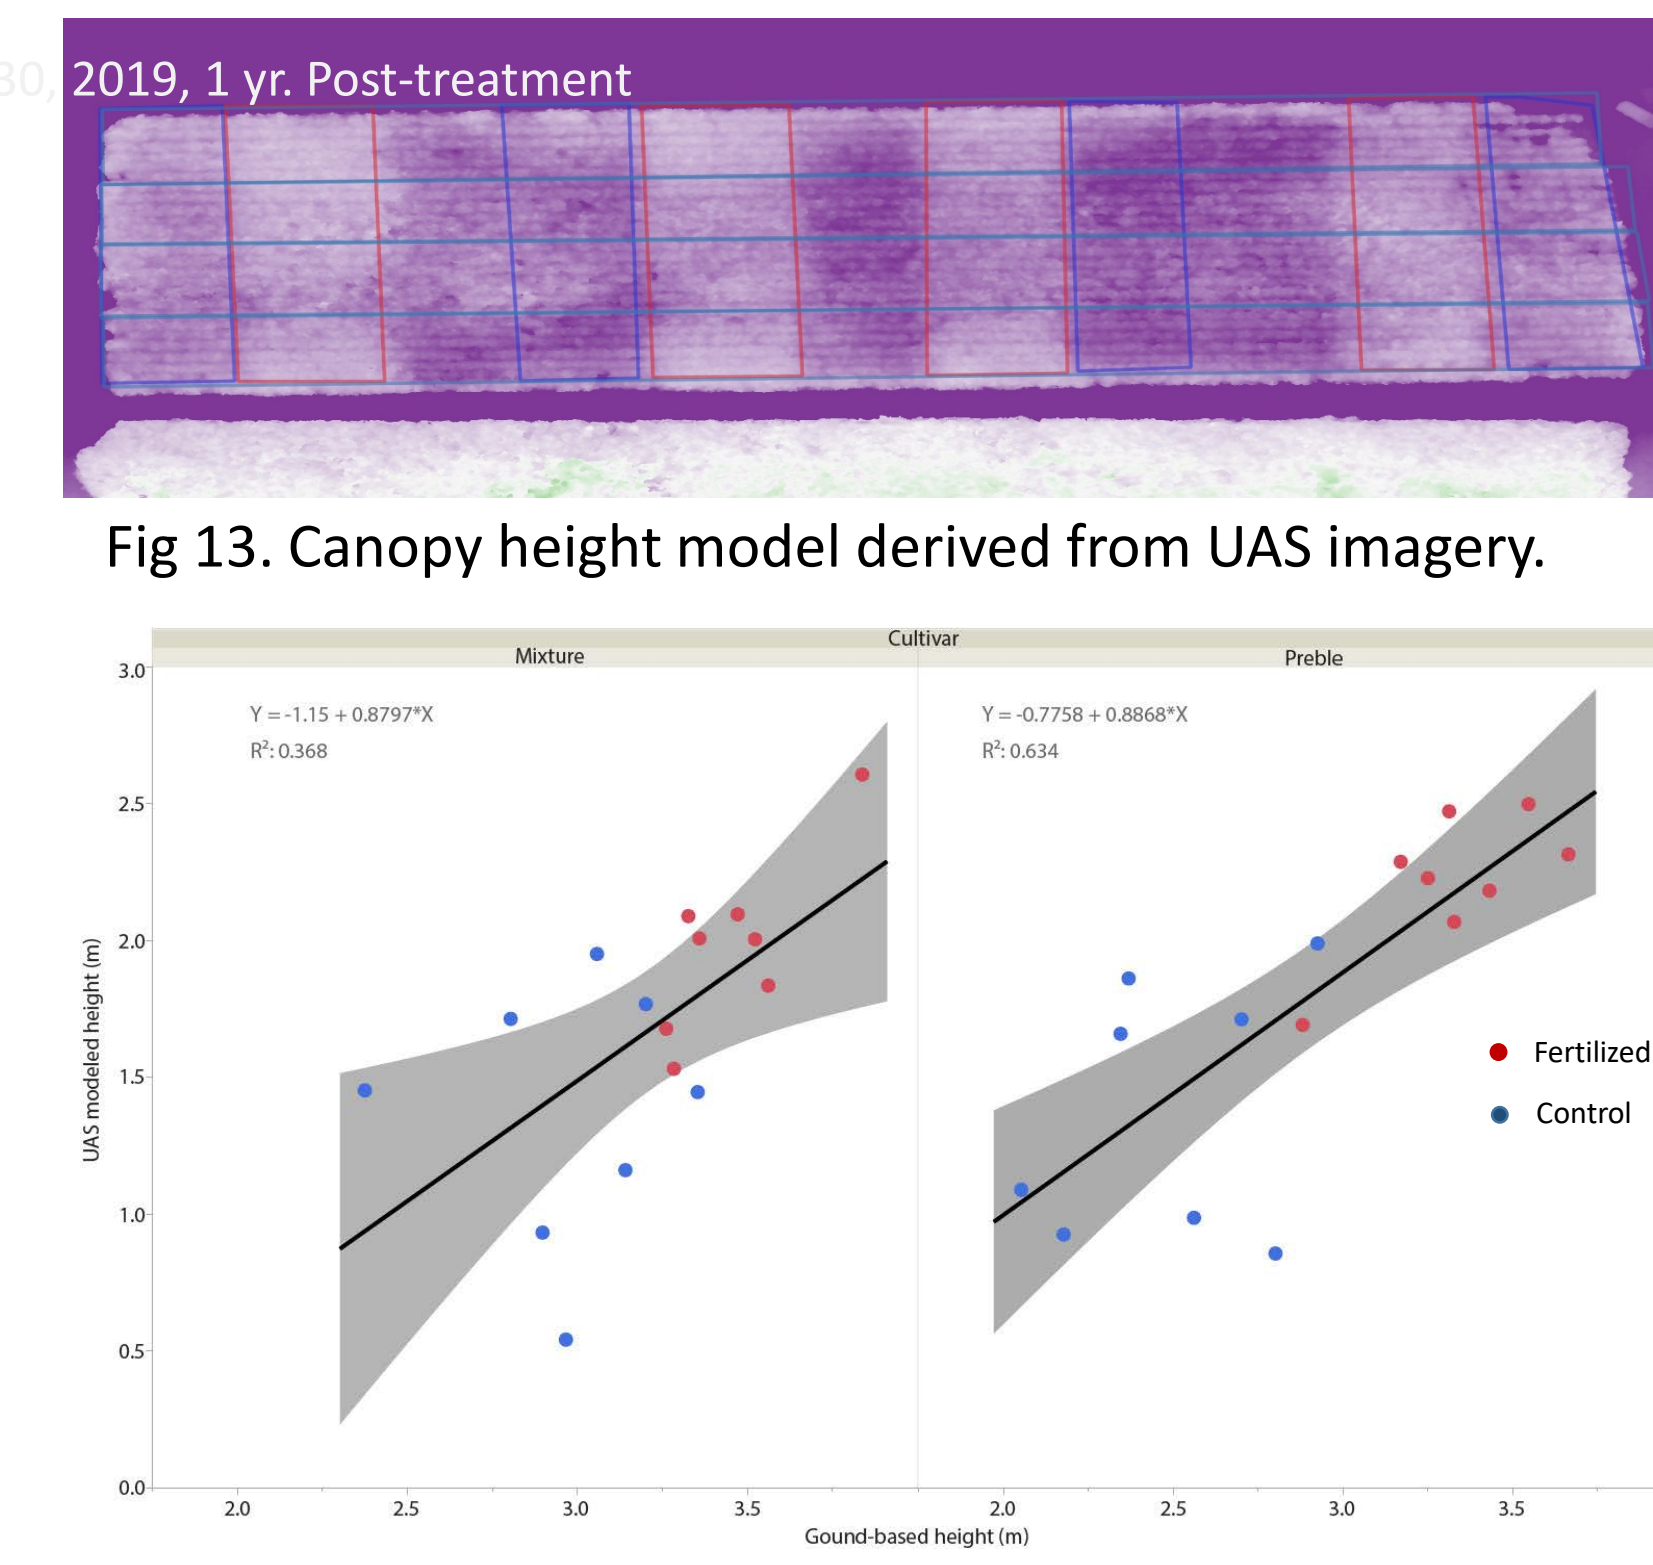 30, 2019, 1 yr. Post-treatment
Fig 13. Canopy height model derived from UAS imagery.
Cultivar
Mixture
Preble
Y = -1.15 + 0.8797*X
R²: 0.368
Y = -0.7758 + 0.8868*X
R²: 0.634
3.0
2.5
2.0
1.5
1.0
0.5
0.0
UAS modeled height (m)
Fertilized
Control
2.0 2.5 3.0 3.5
2.0 2.5 3.0 3.5
Gound-based height (m)